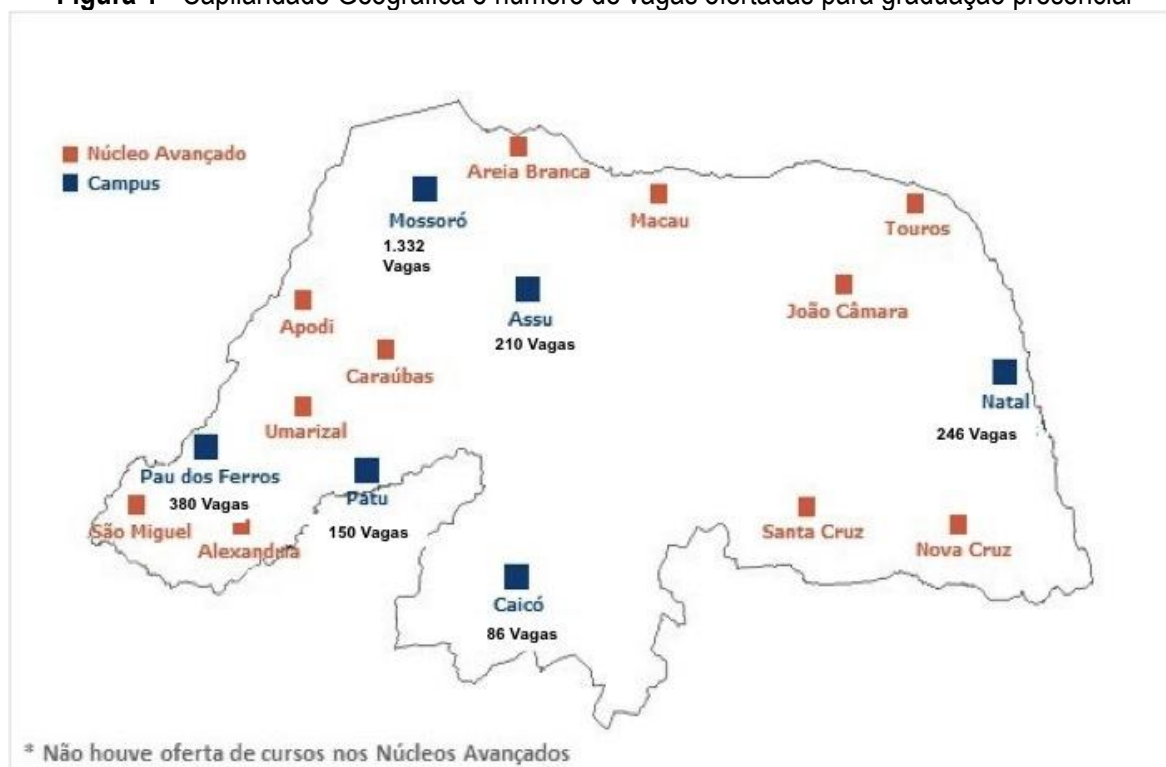 Figura 1 - Capilaridade Geográfica e número de vagas ofertadas para graduação presencial
Núcleo Avançado
Campus
Areia Branca
Mossoró
1.332
Vagas
Macau
Touros
Apodi
Assu
210 Vagas
João Câmara
Caraúbas
Natal
246 Vagas
Umarizal
Pau dos Ferros
380 Vagas
Patu
150 Vagas
São Miguel
Alexandria
Santa Cruz
Nova Cruz
Caicó
86 Vagas
* Não houve oferta de cursos nos Núcleos Avançados